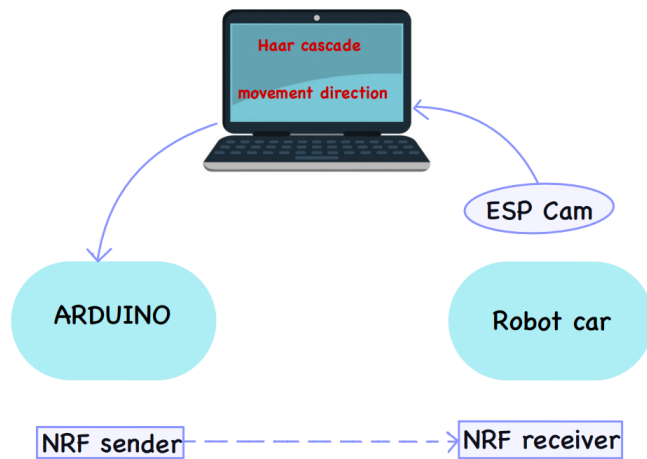 Haar cascade
movement direction
ESP Cam
ARDUINO
Robot car
NRF sender
NRF receiver